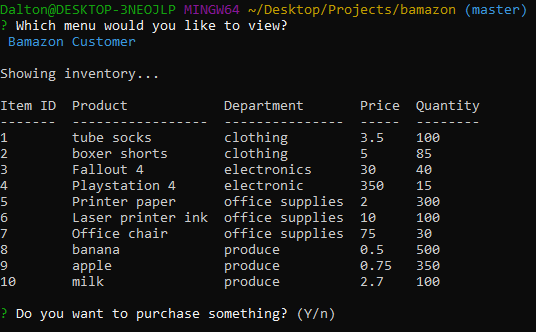 Dalton@DESKTOP-3NEOJLP MINGW64 ~/Desktop/Projects/bamazon (master)
? Which menu would you like to view?
Bamazon Customer
Showing inventory...
Item ID  Product            Department       Price  Quantity
-------  -----------------  ---------------  -----  --------
1        tube socks         clothing         3.5    100
2        boxer shorts       clothing         5      85
3        Fallout 4          electronics      30     40
4        Playstation 4      electronic       350    15
5        Printer paper      office supplies  2      300
6        Laser printer ink  office supplies  10     100
7        Office chair       office supplies  75     30
8        banana             produce          0.5    500
9        apple              produce          0.75   350
10       milk               produce          2.7    100
? Do you want to purchase something? (Y/n)